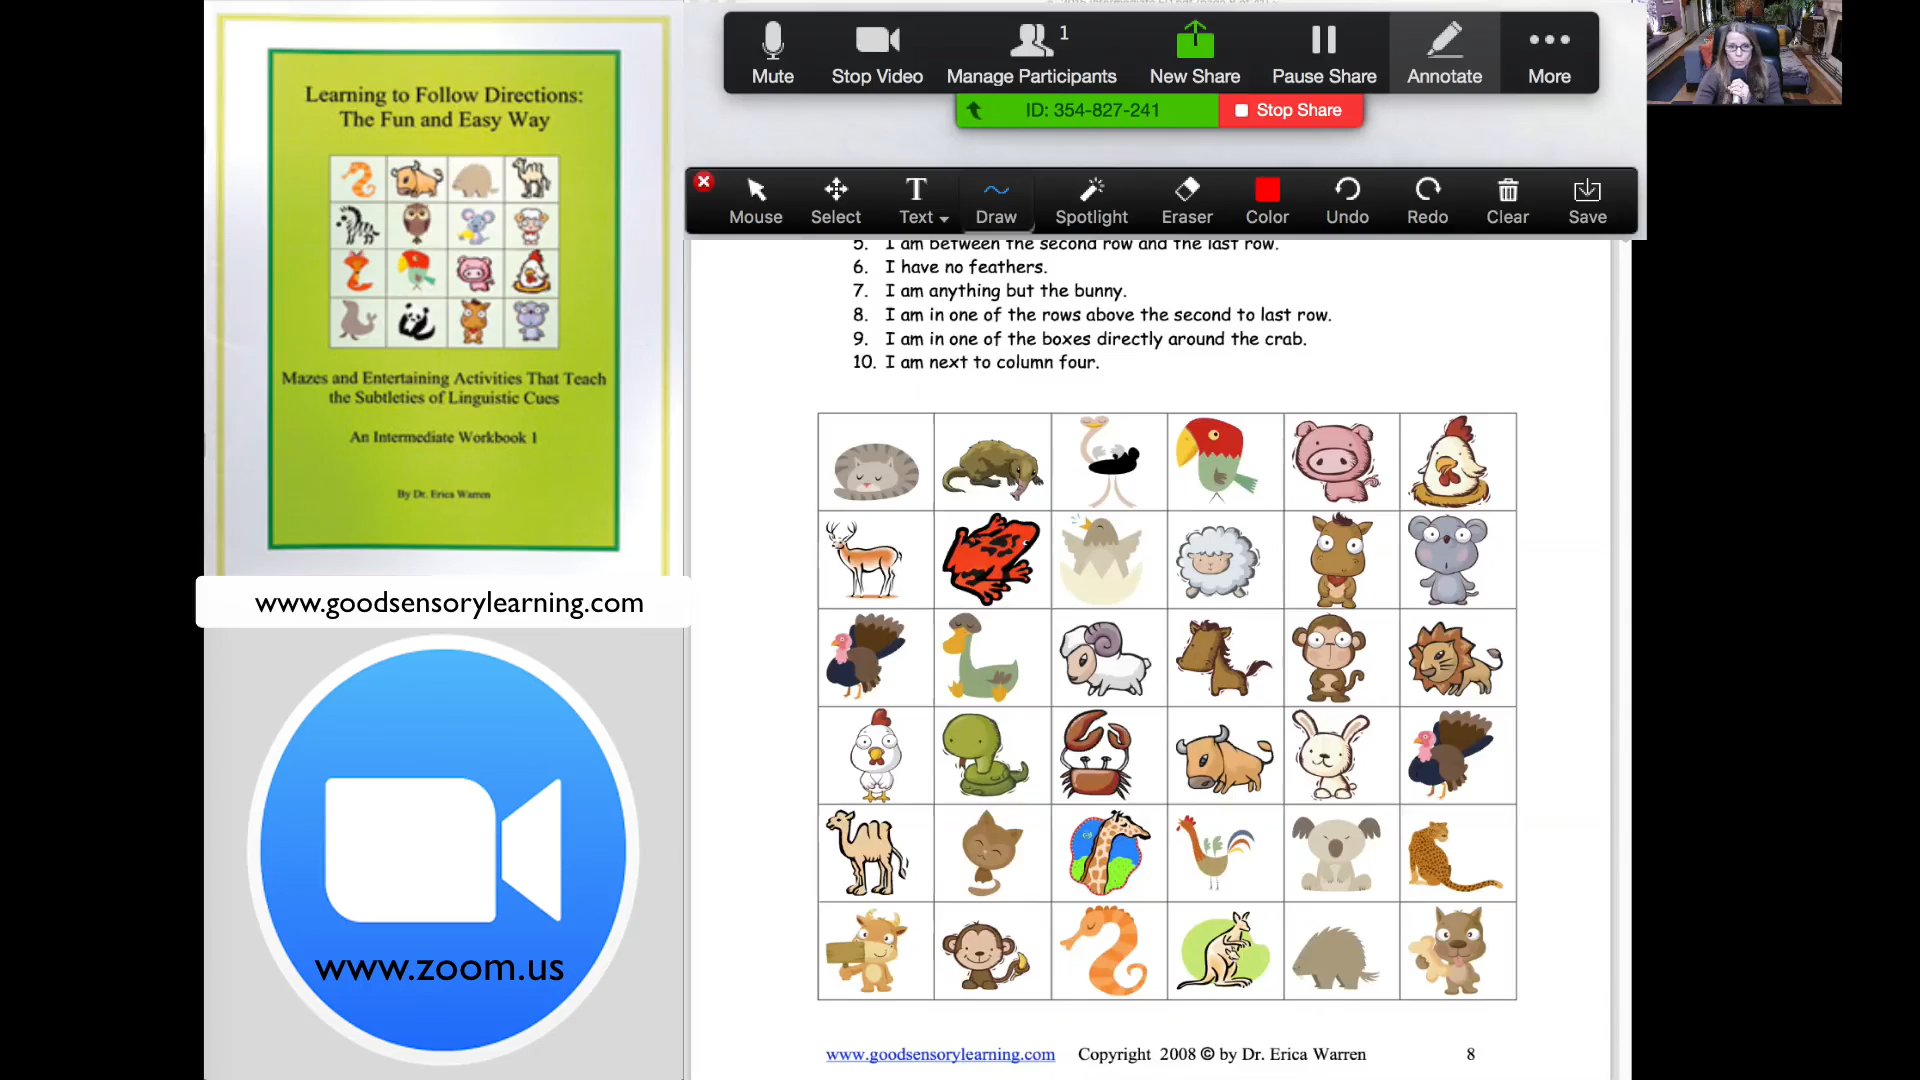 Learning to Follow Directions:
The Fun and Easy Way
Mazes and Entertaining Activities That Teach
the Subtleties of Linguistic Cues
An Intermediate Workbook 1
By Dr. Erica Warren
www.goodsensorylearning.com
www.zoom.us
1
Mute Stop Video Manage Participants New Share Pause Share Annotate More
ID: 354-827-241 Stop Share
Mouse Select Text Draw Spotlight Eraser Color Undo Redo Clear Save
5. I am between the second row and the last row.
6. I have no feathers.
7. I am anything but the bunny.
8. I am in one of the rows above the second to last row.
9. I am in one of the boxes directly around the crab.
10. I am next to column four.
www.goodsensorylearning.com Copyright 2008 © by Dr. Erica Warren 8